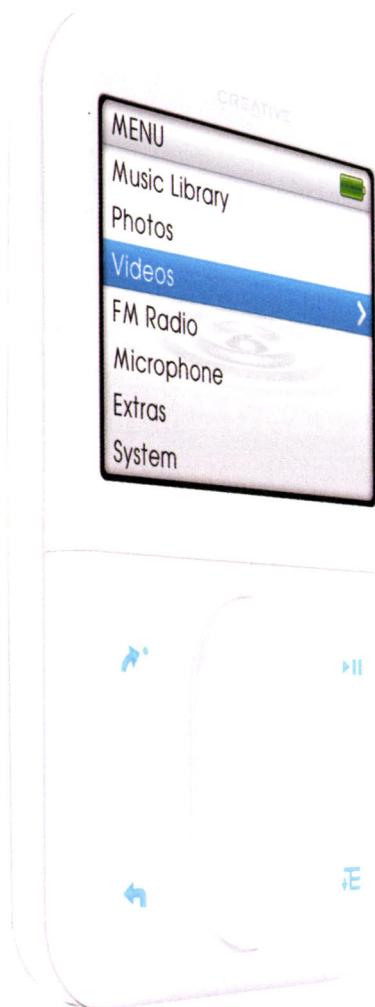 CREATIVE
MENU
Music Library
Photos
Videos
FM Radio
Microphone
Extras
System